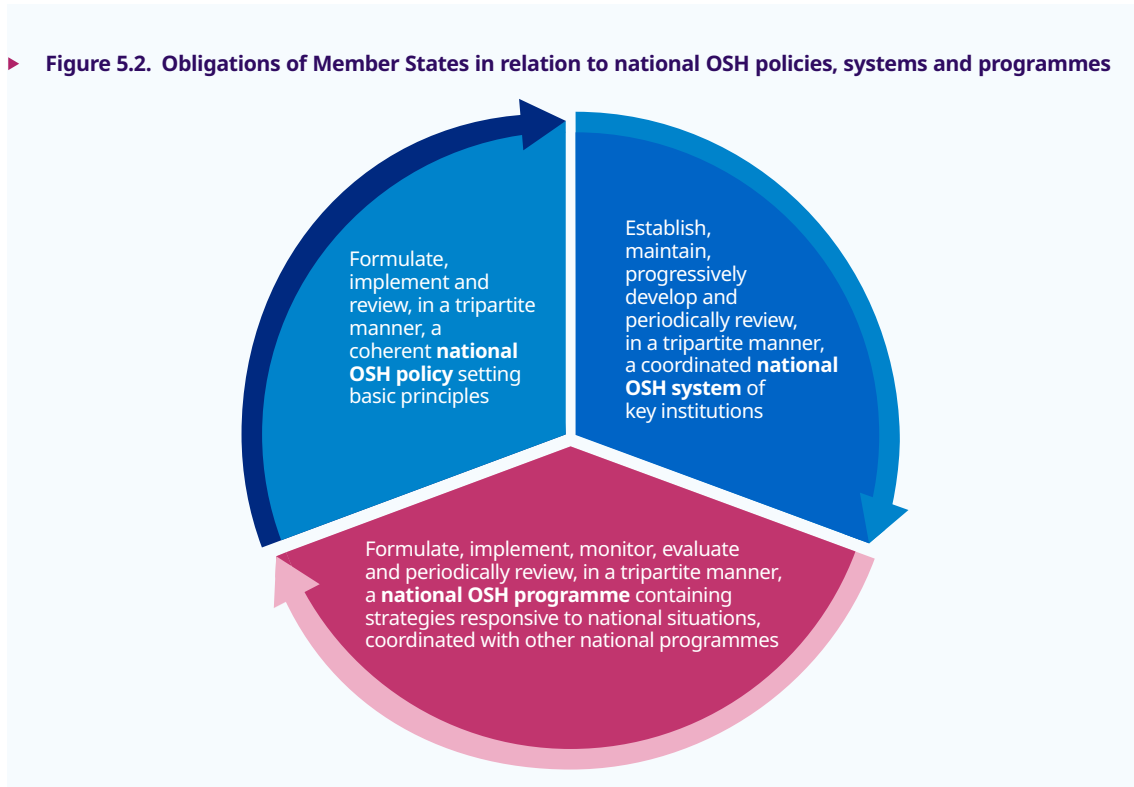 Figure 5.2. Obligations of Member States in relation to national OSH policies, systems and programmes
Formulate,
implement and
review, in a tripartite
manner, a
coherent national
OSH policy setting
basic principles
Establish,
maintain,
progressively
develop and
periodically review,
in a tripartite manner,
a coordinated national
OSH system of
key institutions
Formulate, implement, monitor, evaluate
and periodically review, in a tripartite manner,
a national OSH programme containing
strategies responsive to national situations,
coordinated with other national programmes